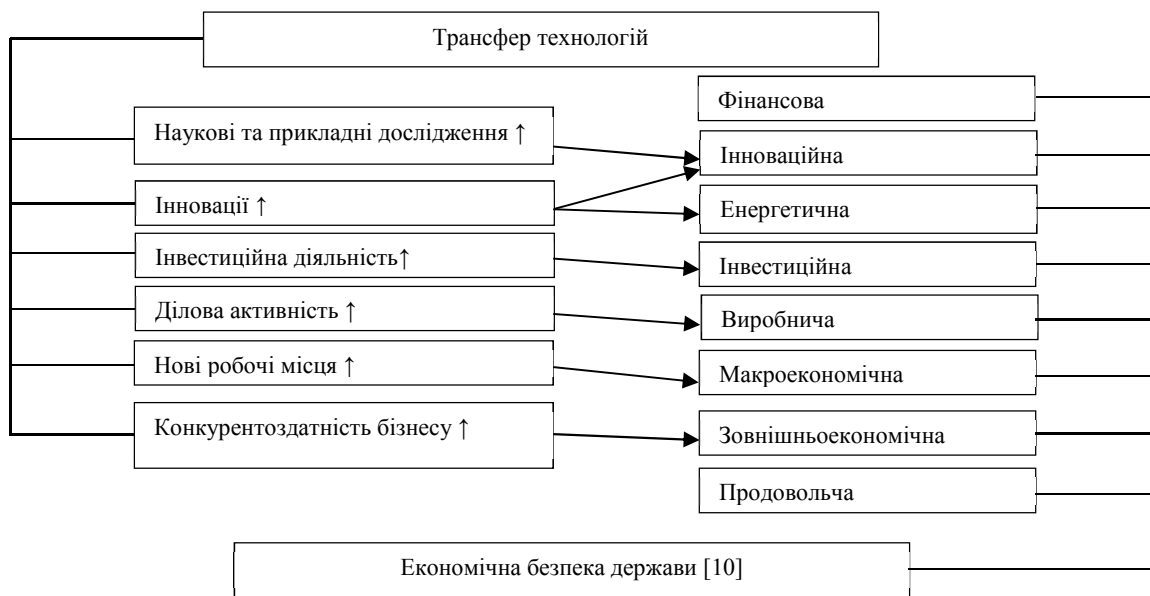 Трансфер технологій
Фінансова
Наукові та прикладні дослідження ↑
Інноваційна
Інновації ↑
Енергетична
Інвестиційна діяльність↑
Інвестиційна
Ділова активність ↑
Виробнича
Нові робочі місця ↑
Макроекономічна
Конкурентоздатність бізнесу ↑
Зовнішньоекономічна
Продовольча
Економічна безпека держави [10]